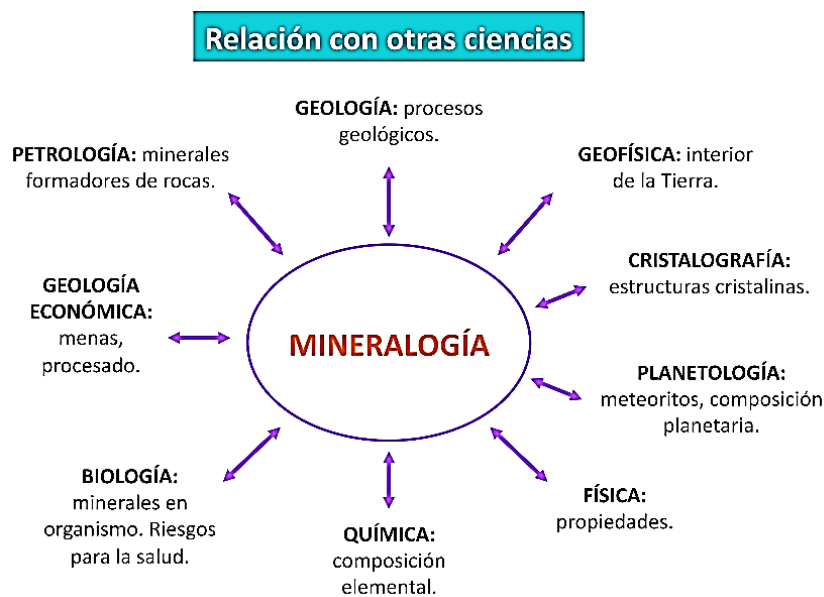 Relación con otras ciencias
GEOLOGÍA: procesos
geológicos.
PETROLOGÍA: minerales
formadores de rocas.
GEOFÍSICA: interior
de la Tierra.
CRISTALOGRAFÍA:
estructuras cristalinas.
GEOLOGÍA
ECONÓMICA:
menas,
procesado.
MINERALOGÍA
PLANETOLOGÍA:
meteoritos, composición
planetaria.
BIOLOGÍA:
minerales en
organismo. Riesgos
para la salud.
QUÍMICA:
composición
elemental.
FÍSICA:
propiedades.